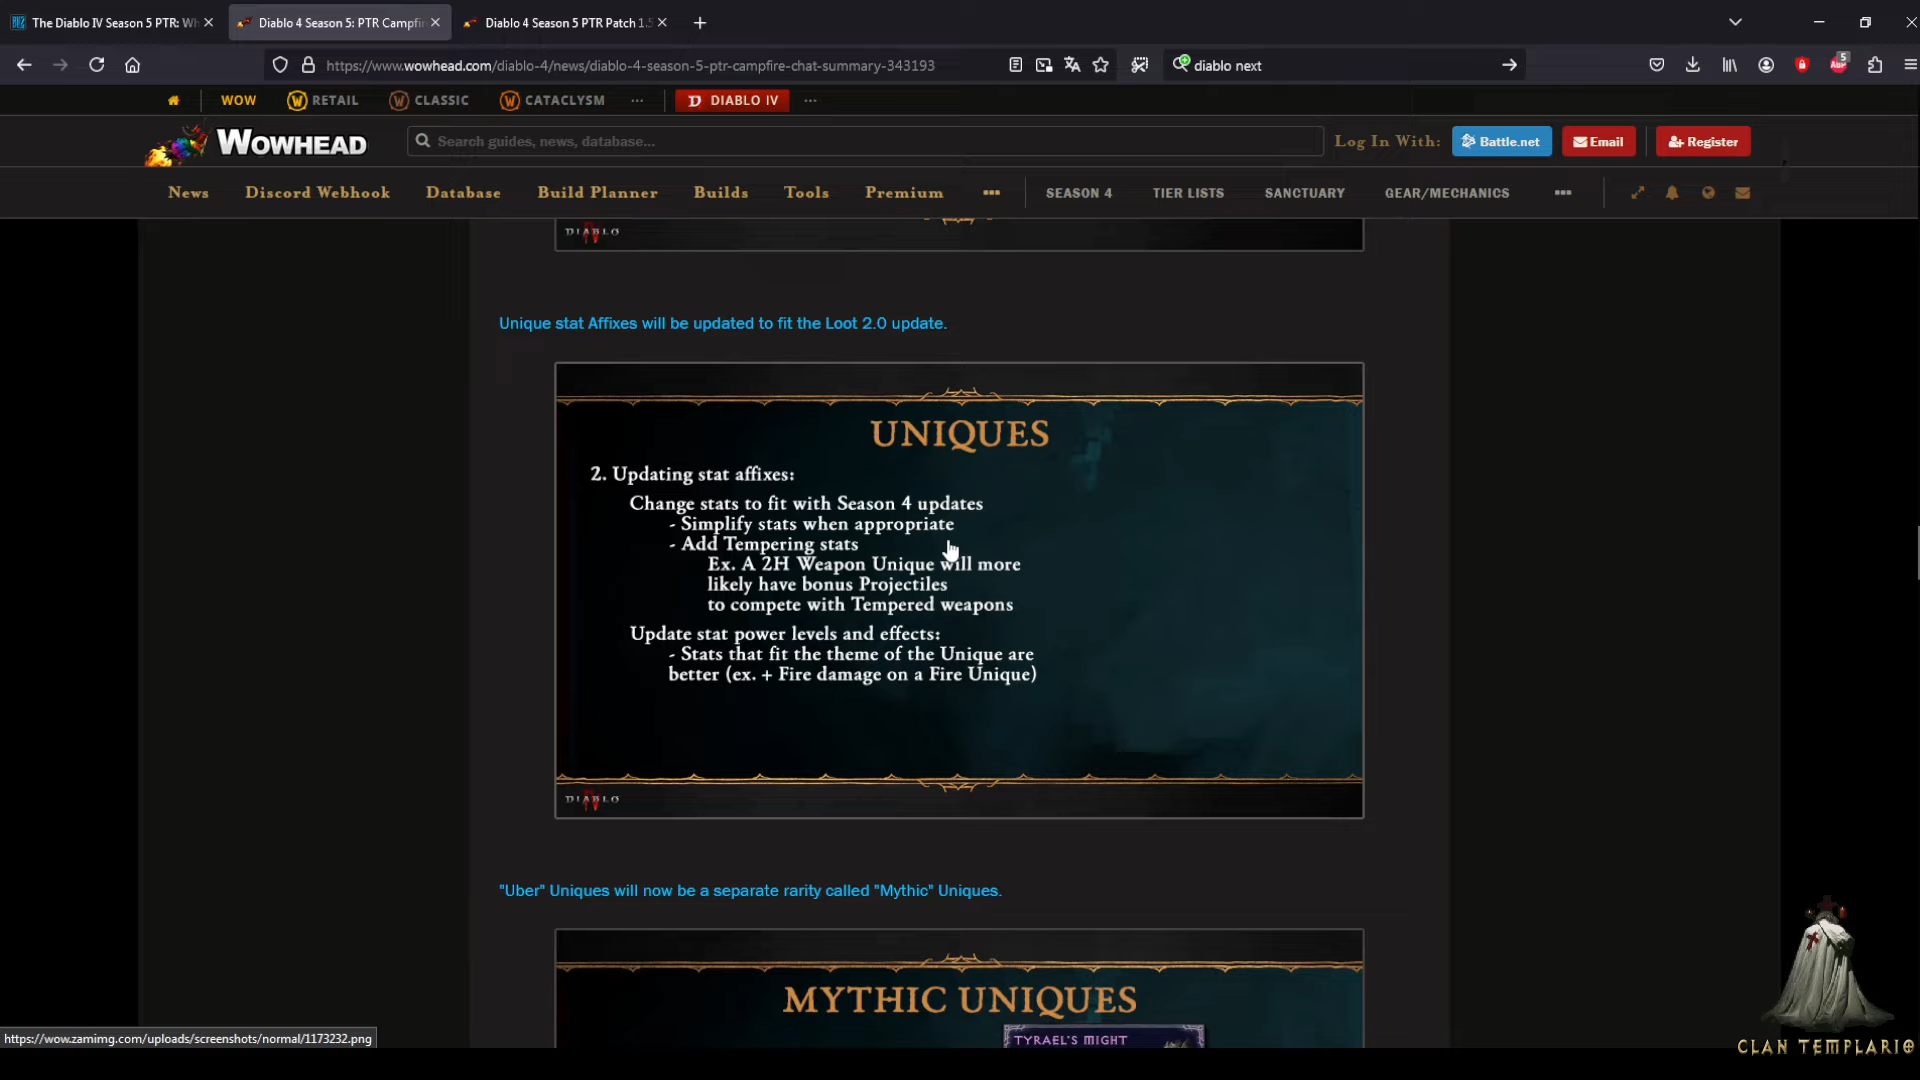 The Diablo IV Season 5 PTR: Wh
Diablo 4 Season 5: PTR Campfir
Diablo 4 Season 5 PTR Patch 1.5
https://www.wowhead.com/diablo-4/news/diablo-4-season-5-ptr-campfire-chat-summary-343193
diablo next
5
ABP
WOW
RETAIL
CLASSIC
CATACLYSM
DIABLO IV
WOWHEAD
Search guides, news, database...
Log In With:
Battle.net
Email
Register
News
Discord Webhook
Database
Build Planner
Builds
Tools
Premium
SEASON 4
TIER LISTS
SANCTUARY
GEAR/MECHANICS
DIABLO IV
Unique stat Affixes will be updated to fit the Loot 2.0 update.
UNIQUES
2. Updating stat affixes:
Change stats to fit with Season 4 updates
- Simplify stats when appropriate
- Add Tempering stats
Ex. A 2H Weapon Unique will more
likely have bonus Projectiles
to compete with Tempered weapons
Update stat power levels and effects:
- Stats that fit the theme of the Unique are
better (ex. + Fire damage on a Fire Unique)
DIABLO IV
"Uber" Uniques will now be a separate rarity called "Mythic" Uniques.
MYTHIC UNIQUES
TYRAEL'S MIGHT
https://wow.zamimg.com/uploads/screenshots/normal/1173232.png
CLAN TEMPLARIO